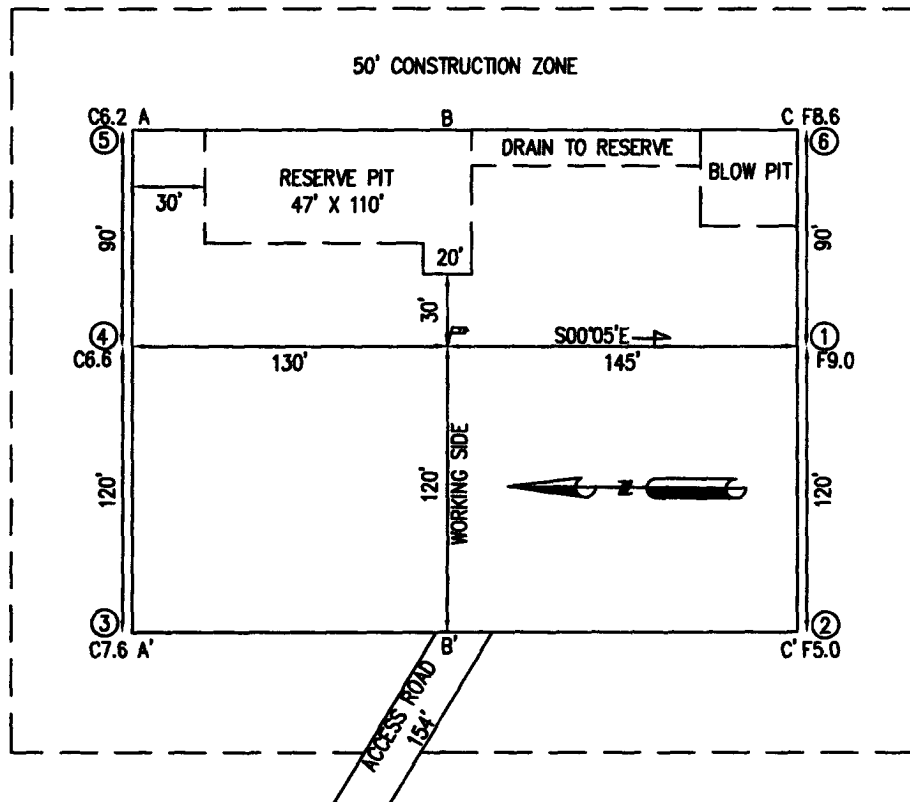 50' CONSTRUCTION ZONE
C6.2 A
B
C F8.6
5
6
DRAIN TO RESERVE
BLOW PIT
RESERVE PIT
47' X 110'
30'
90'
90'
20'
30'
4
S00°05'E
1
C6.6
130'
145'
F9.0
120'
120'
WORKING SIDE
N
120'
3
2
C7.6 A'
B'
C' F5.0
ACCESS ROAD
154'